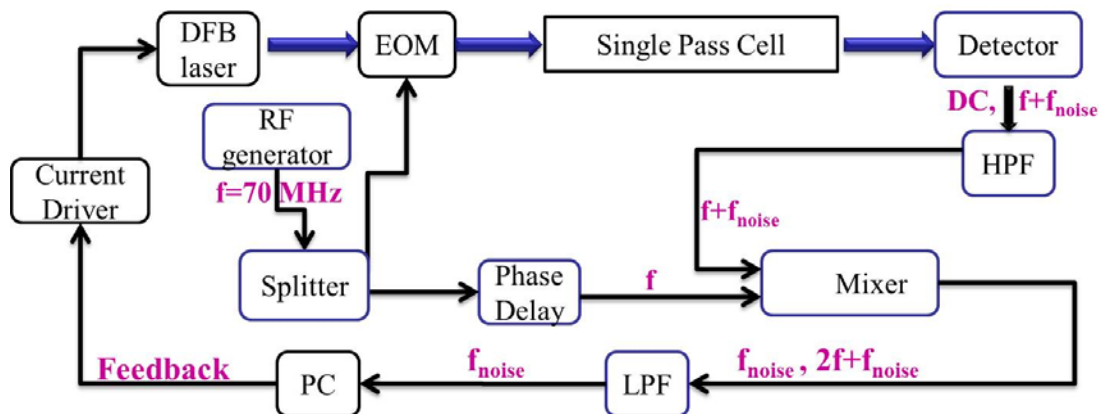 DFB
laser
EOM
Single Pass Cell
Detector
DC, f+fnoise
RF
generator
f=70 MHz
HPF
Current
Driver
f+fnoise
Splitter
Phase
Delay
f
Mixer
Feedback
PC
fnoise
LPF
fnoise , 2f+fnoise